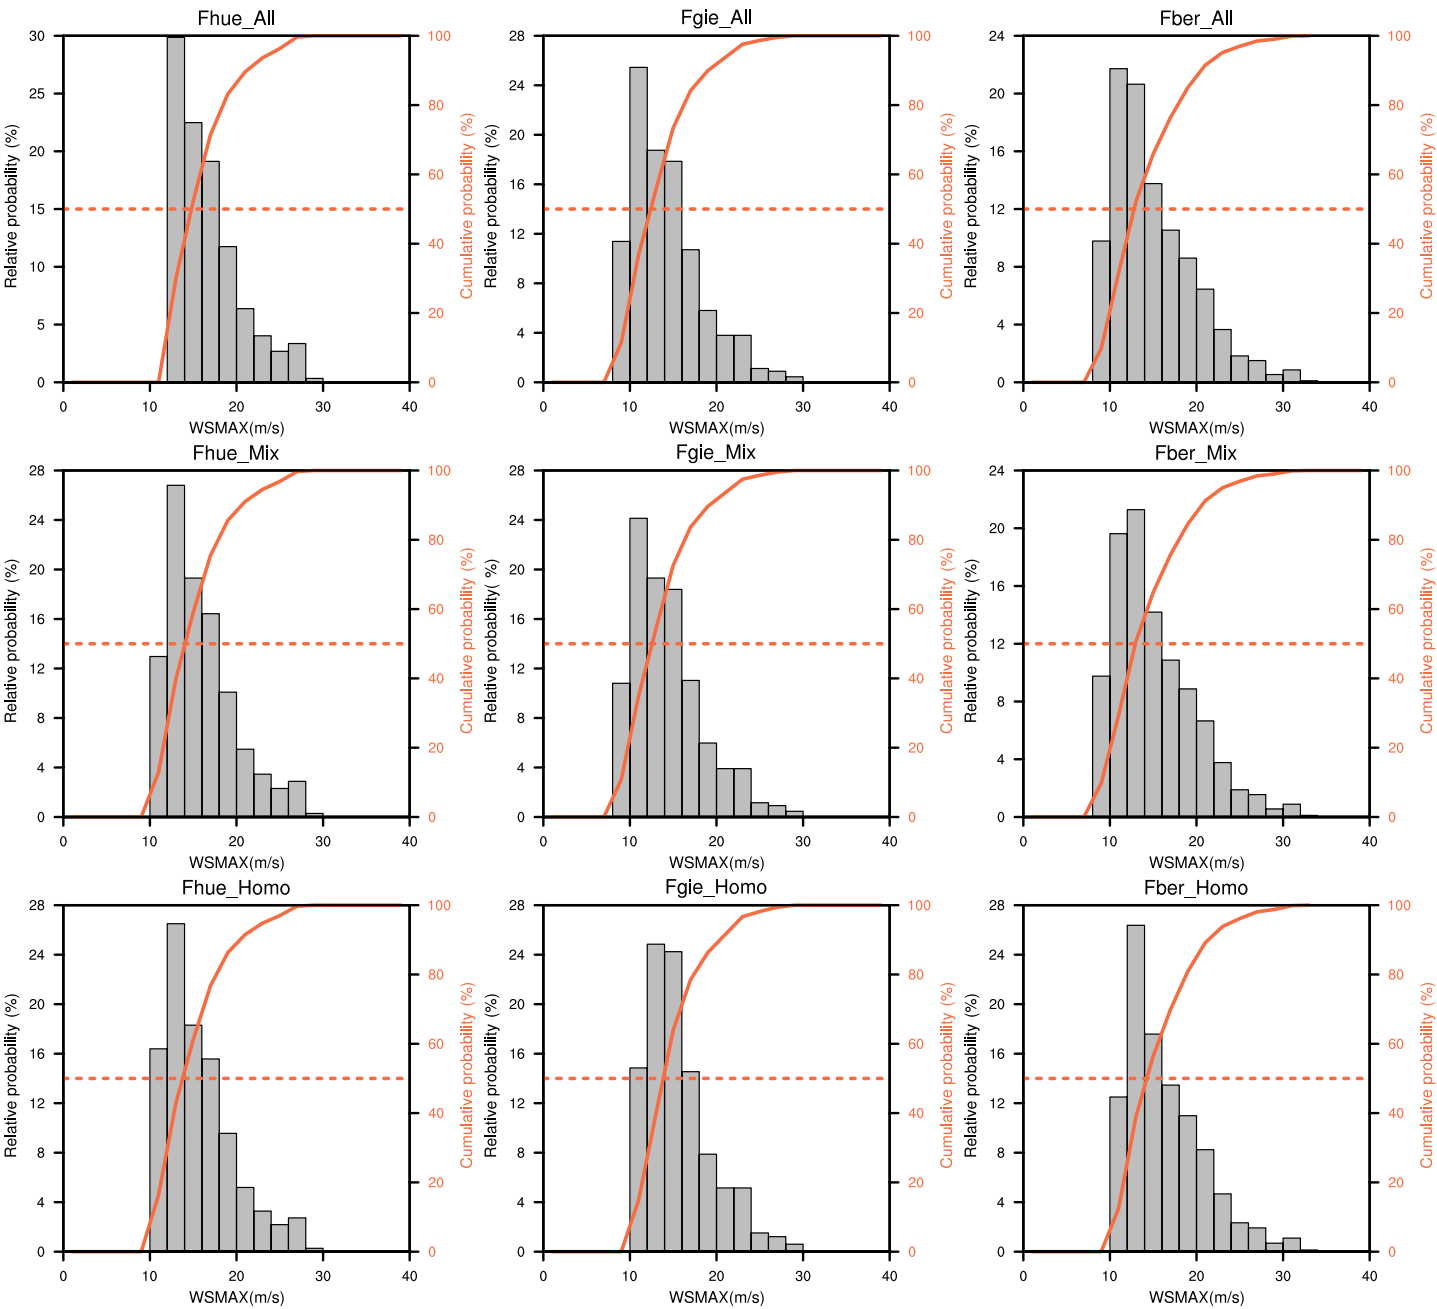 Fhue_All
Relative probability (%)
30
25
20
15
10
5
0
100
80
60
40
20
0
Cumulative probability (%)
0 10 20 30 40
WSMAX(m/s)
Fgie_All
Relative probability (%)
28
24
20
16
12
8
4
0
100
80
60
40
20
0
Cumulative probability (%)
0 10 20 30 40
WSMAX(m/s)
Fber_All
Relative probability (%)
24
20
16
12
8
4
0
100
80
60
40
20
0
Cumulative probability (%)
0 10 20 30 40
WSMAX(m/s)
Fhue_Mix
Relative probability (%)
28
24
20
16
12
8
4
0
100
80
60
40
20
0
Cumulative probability (%)
0 10 20 30 40
WSMAX(m/s)
Fgie_Mix
Relative probability( %)
28
24
20
16
12
8
4
0
100
80
60
40
20
0
Cumulative probability (%)
0 10 20 30 40
WSMAX(m/s)
Fber_Mix
Relative probability (%)
24
20
16
12
8
4
0
100
80
60
40
20
0
Cumulative probability (%)
0 10 20 30 40
WSMAX(m/s)
Fhue_Homo
Relative probability (%)
28
24
20
16
12
8
4
0
100
80
60
40
20
0
Cumulative probability (%)
0 10 20 30 40
WSMAX(m/s)
Fgie_Homo
Relative probability (%)
28
24
20
16
12
8
4
0
100
80
60
40
20
0
Cumulative probability (%)
0 10 20 30 40
WSMAX(m/s)
Fber_Homo
Relative probability (%)
28
24
20
16
12
8
4
0
100
80
60
40
20
0
Cumulative probability (%)
0 10 20 30 40
WSMAX(m/s)